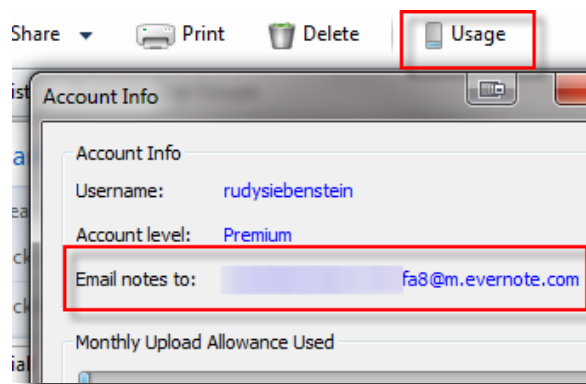 Share Print Delete Usage
ist
Account Info
Account Info
Username: rudysiebenstein
Account level: Premium
Email notes to: fa8@m.evernote.com
Monthly Upload Allowance Used